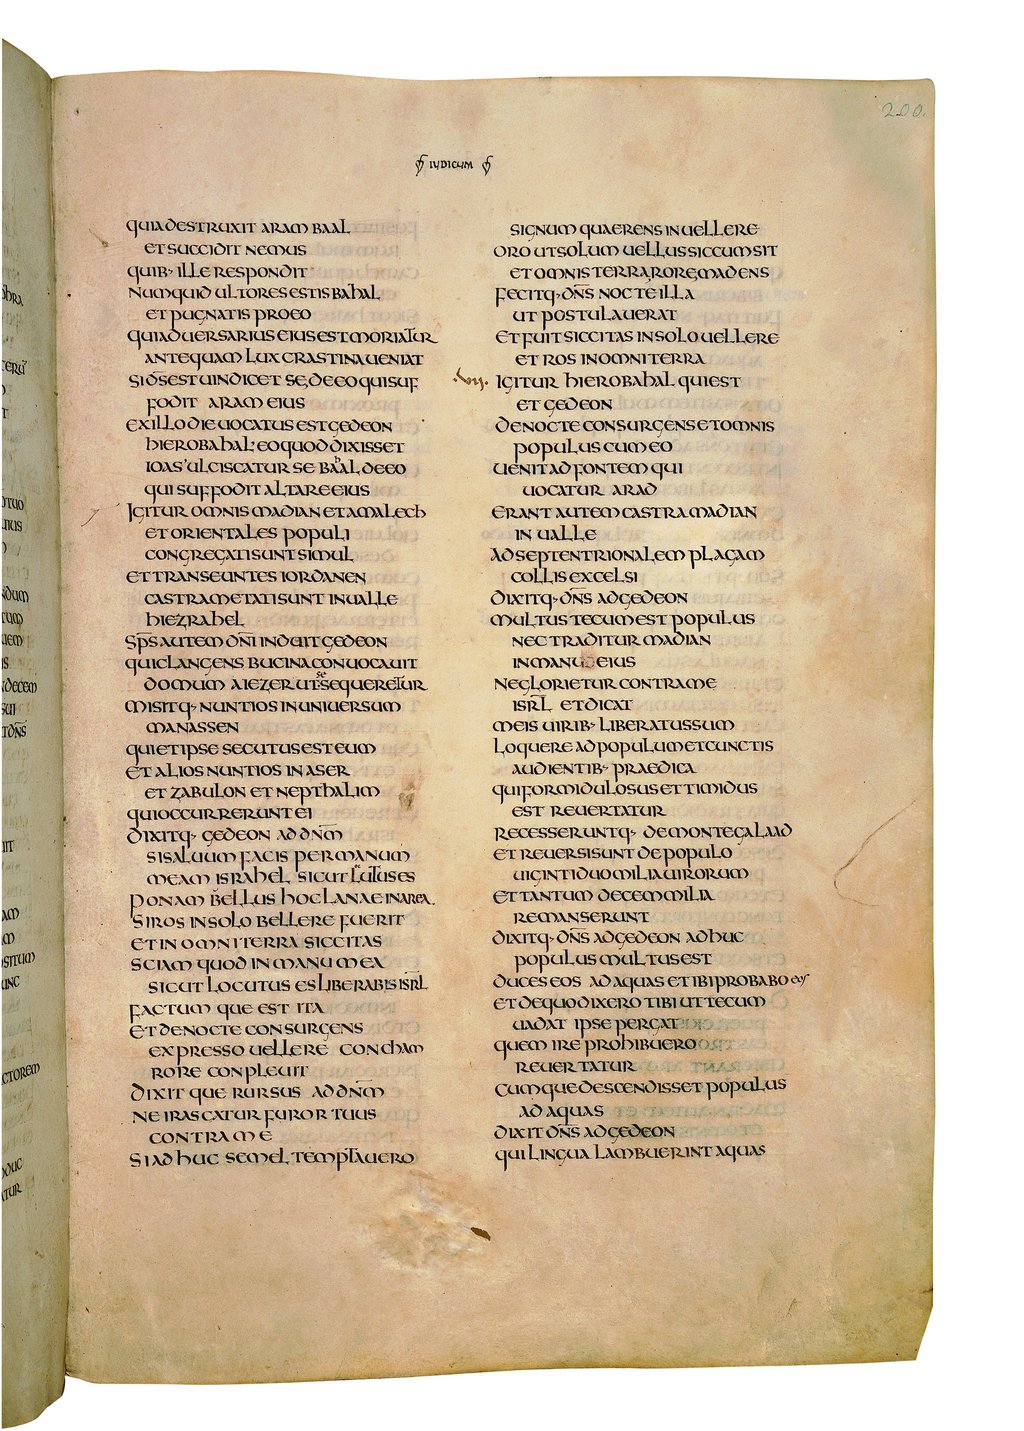 200.
IUDICUM
QUIADESTRUXIT ARAM BAAL
ET SUCCIDIT NEMUS
QUIB· ILLE RESPONDIT
NUMQUID ULTORES ESTIS BAHAL
ET PUGNATIS PRO EO
QUI ADUERSARIUS EIUS EST MORIATUR
ANTEQUAM LUX CRASTINA UENIAT
SI D̅S EST UINDICET SE DE EO QUI SUF
FODIT ARAM EIUS
EX ILLO DIE UOCATUS EST GEDEON
HIEROBAHAL EO QUOD DIXISSET
IOAS ULCISCATUR SE BAhAL DE EO
QUI SUFFODIT ALTARE EIUS
IGITUR OMNIS MADIAN ET AMALECH
ET ORIENTALES POPULI
CONGREGATI SUNT SIMUL
ET TRANSEUNTES IORDANEN
CASTRAMETATI SUNT IN UALLE
HIEZRAHEL
SP̅S AUTEM DN̅I INDUIT GEDEON
QUI CLANGENS BUCINA CONUOCAUIT
DOMUM AIEZER UT SE SEQUERETUR
MISITQ· NUNTIOS IN UNIUERSUM
MANASSEN
QUI ET IPSE SECUTUS EST EUM
ET ALIOS NUNTIOS IN ASER
ET ZABULON ET NEPTHALIM
QUI OCCURRERUNT EI
DIXITQ· GEDEON AD DN̅M
SI SALUUM FACIS PER MANUM
MEAM ISRAHEL SICUT LOCUTUS ES
PONAM BELLUS HOC LANAE IN AREA.
SI ROS IN SOLO BELLERE FUERIT
ET IN OMNI TERRA SICCITAS
SCIAM QUOD IN MANU MEA
SICUT LOCUTUS ES LIBERABIS ISRL̅
FACTUM QUE EST ITA
ET DE NOCTE CONSURGENS
EXPRESSO UELLERE CONCHAM
RORE CONPLEUIT
DIXIT QUE RURSUS AD DN̅M
NE IRASCATUR FUROR TUUS
CONTRA ME
SI ADHUC SEMEL TEMPTAUERO
SIGNUM QUAERENS IN UELLERE
ORO UT SOLUM UELLUS SICCUM SIT
ET OMNIS TERRA RORE MADENS
FECITQ· DN̅S NOCTE ILLA
UT POSTULAUERAT
ET FUIT SICCITAS IN SOLO UELLERE
ET ROS IN OMNI TERRA
·VII· IGITUR HIEROBAHAL QUI EST
ET GEDEON
DE NOCTE CONSURGENS ET OMNIS
POPULUS CUM EO
UENIT AD FONTEM QUI
UOCATUR ARAD
ERANT AUTEM CASTRA MADIAN
IN UALLE
AD SEPTENTRIONALEM PLAGAM
COLLIS EXCELSI
DIXITQ· DN̅S AD GEDEON
MULTUS TECUM EST POPULUS
NEC TRADITUR MADIAN
IN MANU EIUS
NE GLORIETUR CONTRA ME
ISRL̅ ET DICAT
MEIS UIRIB· LIBERATUS SUM
LOQUERE AD POPULUM ET CUNCTIS
AUDIENTIB· PRAEDICA
QUI FORMIDULOSUS ET TIMIDUS
EST REUERTATUR
RECESSERUNTQ· DE MONTE GALAAD
ET REUERSI SUNT DE POPULO
UIGINTI DUO MILIA UIRORUM
ET TANTUM DECEM MILIA
REMANSERUNT
DIXITQ· DN̅S AD GEDEON ADHUC
POPULUS MULTUS EST
DUC ES EOS AD AQUAS ET IBI PROBABO eos
ET DE QUO DIXERO TIBI UT TECUM
UADAT IPSE PERGAT
QUEM IRE PROHIBUERO
REUERTATUR
CUMQUE DESCENDISSET POPULUS
AD AQUAS
DIXIT DN̅S AD GEDEON
QUI LINGUA LAMBUERINT AQUAS